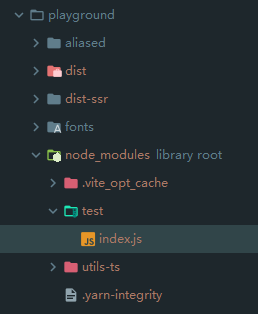 playground
aliased
dist
dist-ssr
fonts
node_modules library root
.vite_opt_cache
test
index.js
utils-ts
.yarn-integrity